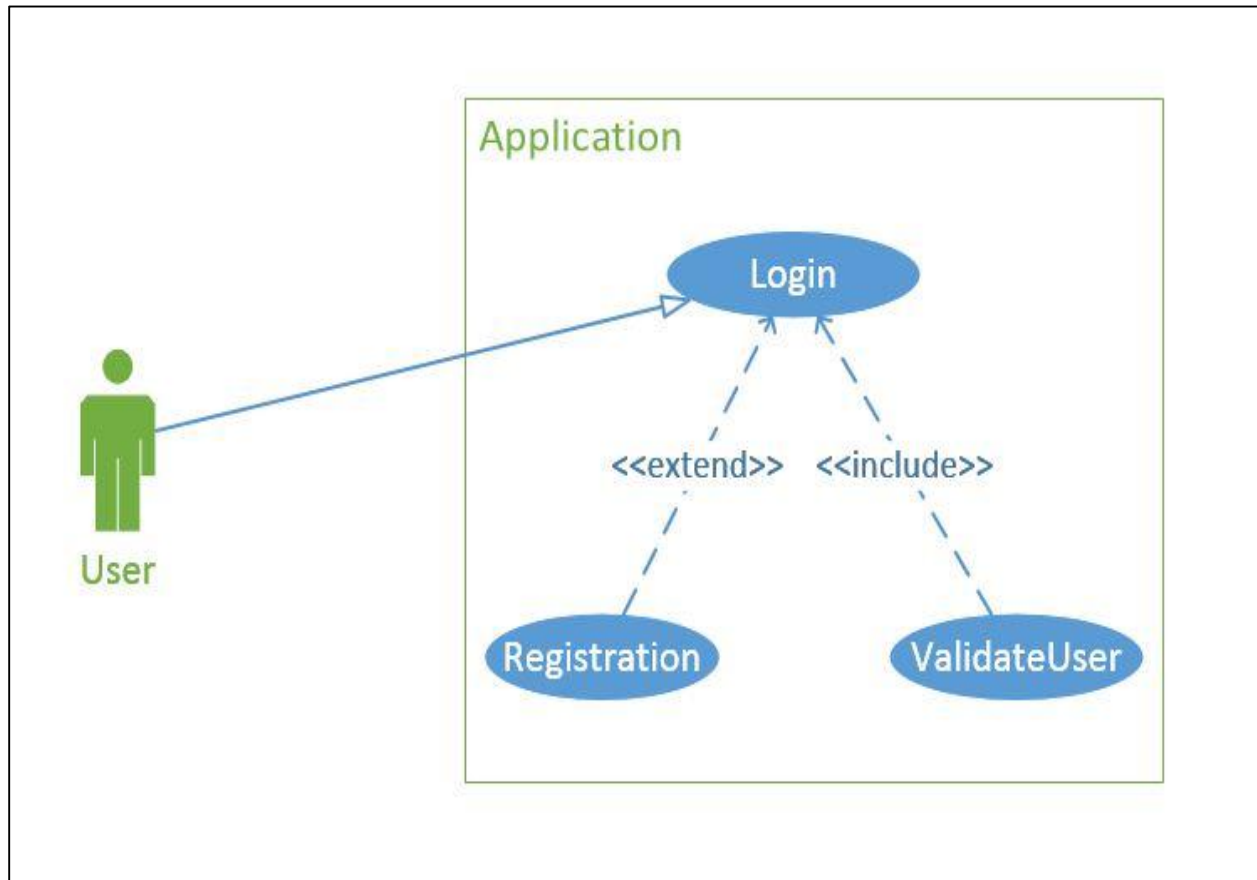 Application
Login
<<extend>>
<<include>>
User
Registration
ValidateUser